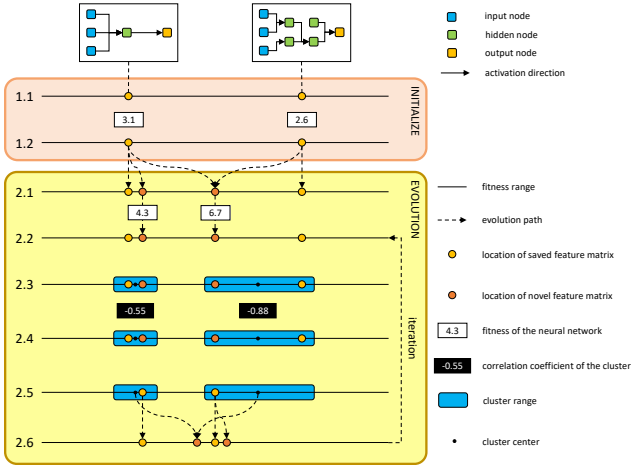 input node
hidden node
output node
activation direction
1.1
INITIALIZE
3.1
2.6
1.2
EVOLUTION
2.1
4.3
6.7
2.2
2.3
-0.55
-0.88
2.4
iteration
2.5
2.6
fitness range
evolution path
location of saved feature matrix
location of novel feature matrix
4.3
fitness of the neural network
-0.55
correlation coefficient of the cluster
cluster range
cluster center